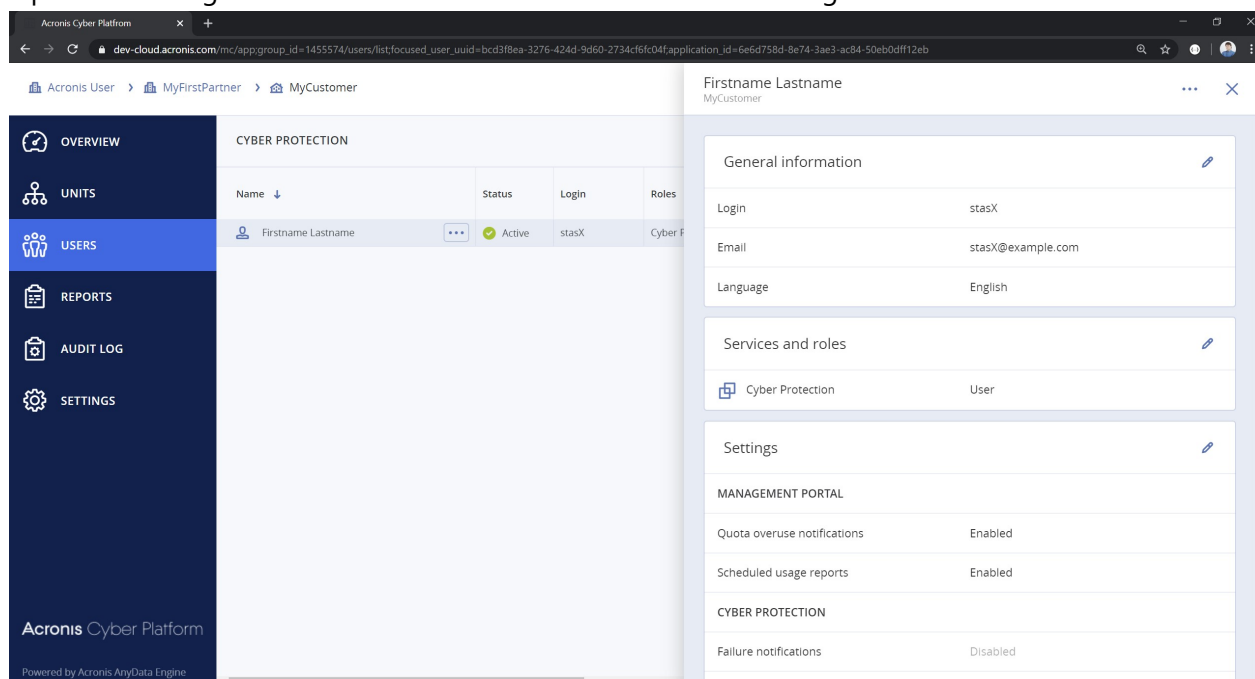 Acronis Cyber Platfrom
dev-cloud.acronis.com/mc/app;group_id=1455574/users/list;focused_user_uuid=bcd3f8ea-3276-424d-9d60-2734cf6fc04f;application_id=6e6d758d-8e74-3ae3-ac84-50eb0dff12eb
Acronis User > MyFirstPartner > MyCustomer
Firstname Lastname
MyCustomer
OVERVIEW
UNITS
USERS
REPORTS
AUDIT LOG
SETTINGS
Acronis Cyber Platform
Powered by Acronis AnyData Engine
CYBER PROTECTION
Name Status Login Roles
Firstname Lastname Active stasX Cyber
General information
Login stasX
Email stasX@example.com
Language English
Services and roles
Cyber Protection User
Settings
MANAGEMENT PORTAL
Quota overuse notifications Enabled
Scheduled usage reports Enabled
CYBER PROTECTION
Failure notifications Disabled